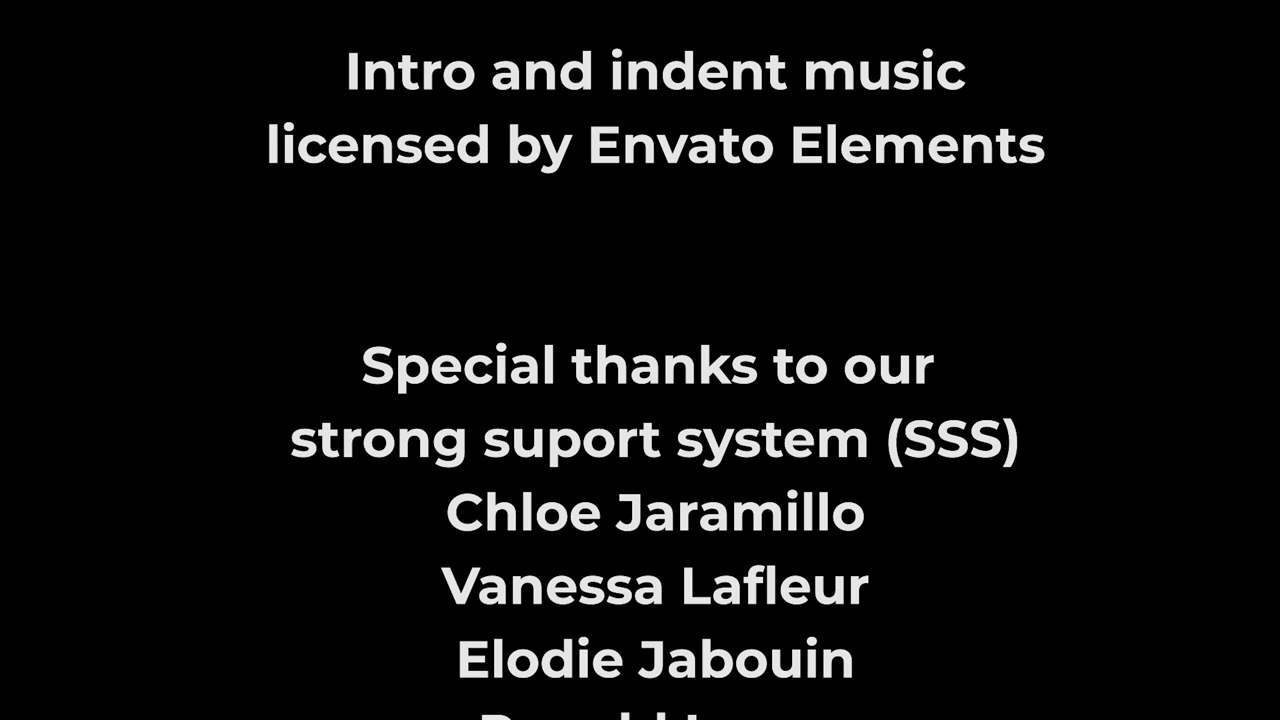 Intro and indent music
licensed by Envato Elements
Special thanks to our
strong suport system (SSS)
Chloe Jaramillo
Vanessa Lafleur
Elodie Jabouin